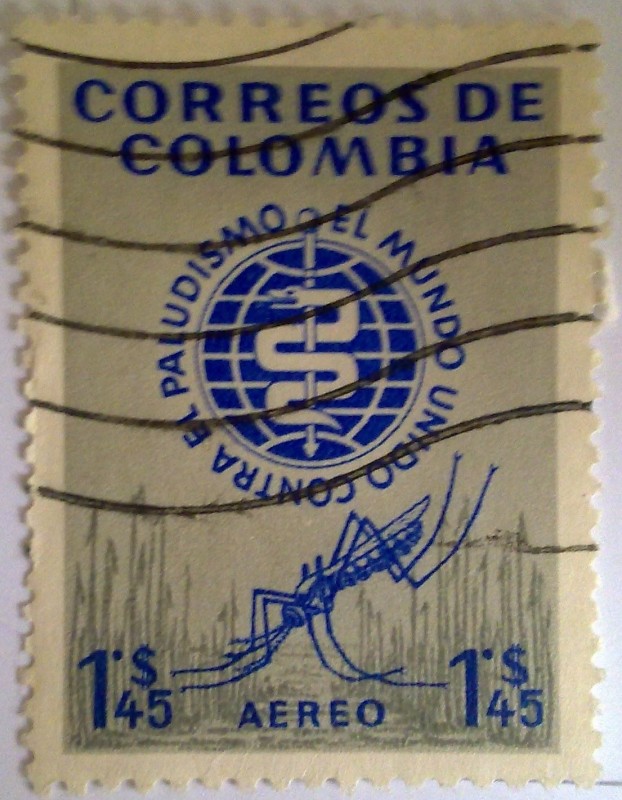 CORREOS DE
COLOMBIA
EL MUNDO UNIDO CONTRA EL PALUDISMO
1.$45
AEREO
1.$45